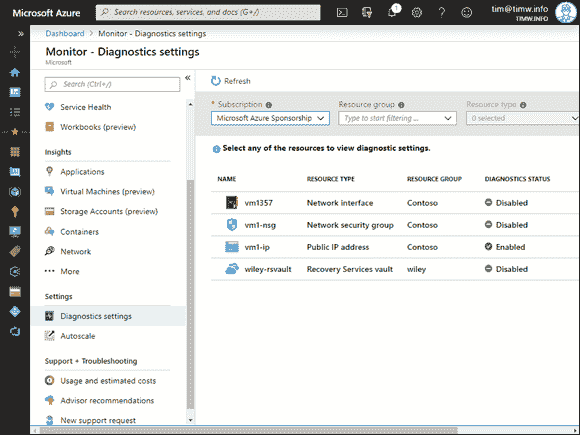 Microsoft Azure
Search resources, services, and docs (G+/)
1
tim@timw.info
TIMW.INFO
Dashboard > Monitor - Diagnostics settings
Monitor - Diagnostics settings
Microsoft
Search (Ctrl+/)
Service Health
Workbooks (preview)
Insights
Applications
Virtual Machines (preview)
Storage Accounts (preview)
Containers
Network
More
Settings
Diagnostics settings
Autoscale
Support + Troubleshooting
Usage and estimated costs
Advisor recommendations
New support request
Refresh
* Subscription Resource group Resource type
Microsoft Azure Sponsorship Type to start filtering ... 0 selected
Select any of the resources to view diagnostic settings.
NAME RESOURCE TYPE RESOURCE GROUP DIAGNOSTICS STATUS
vm1357 Network interface Contoso Disabled
vm1-nsg Network security group Contoso Disabled
vm1-ip Public IP address Contoso Enabled
wiley-rsvault Recovery Services vault wiley Disabled